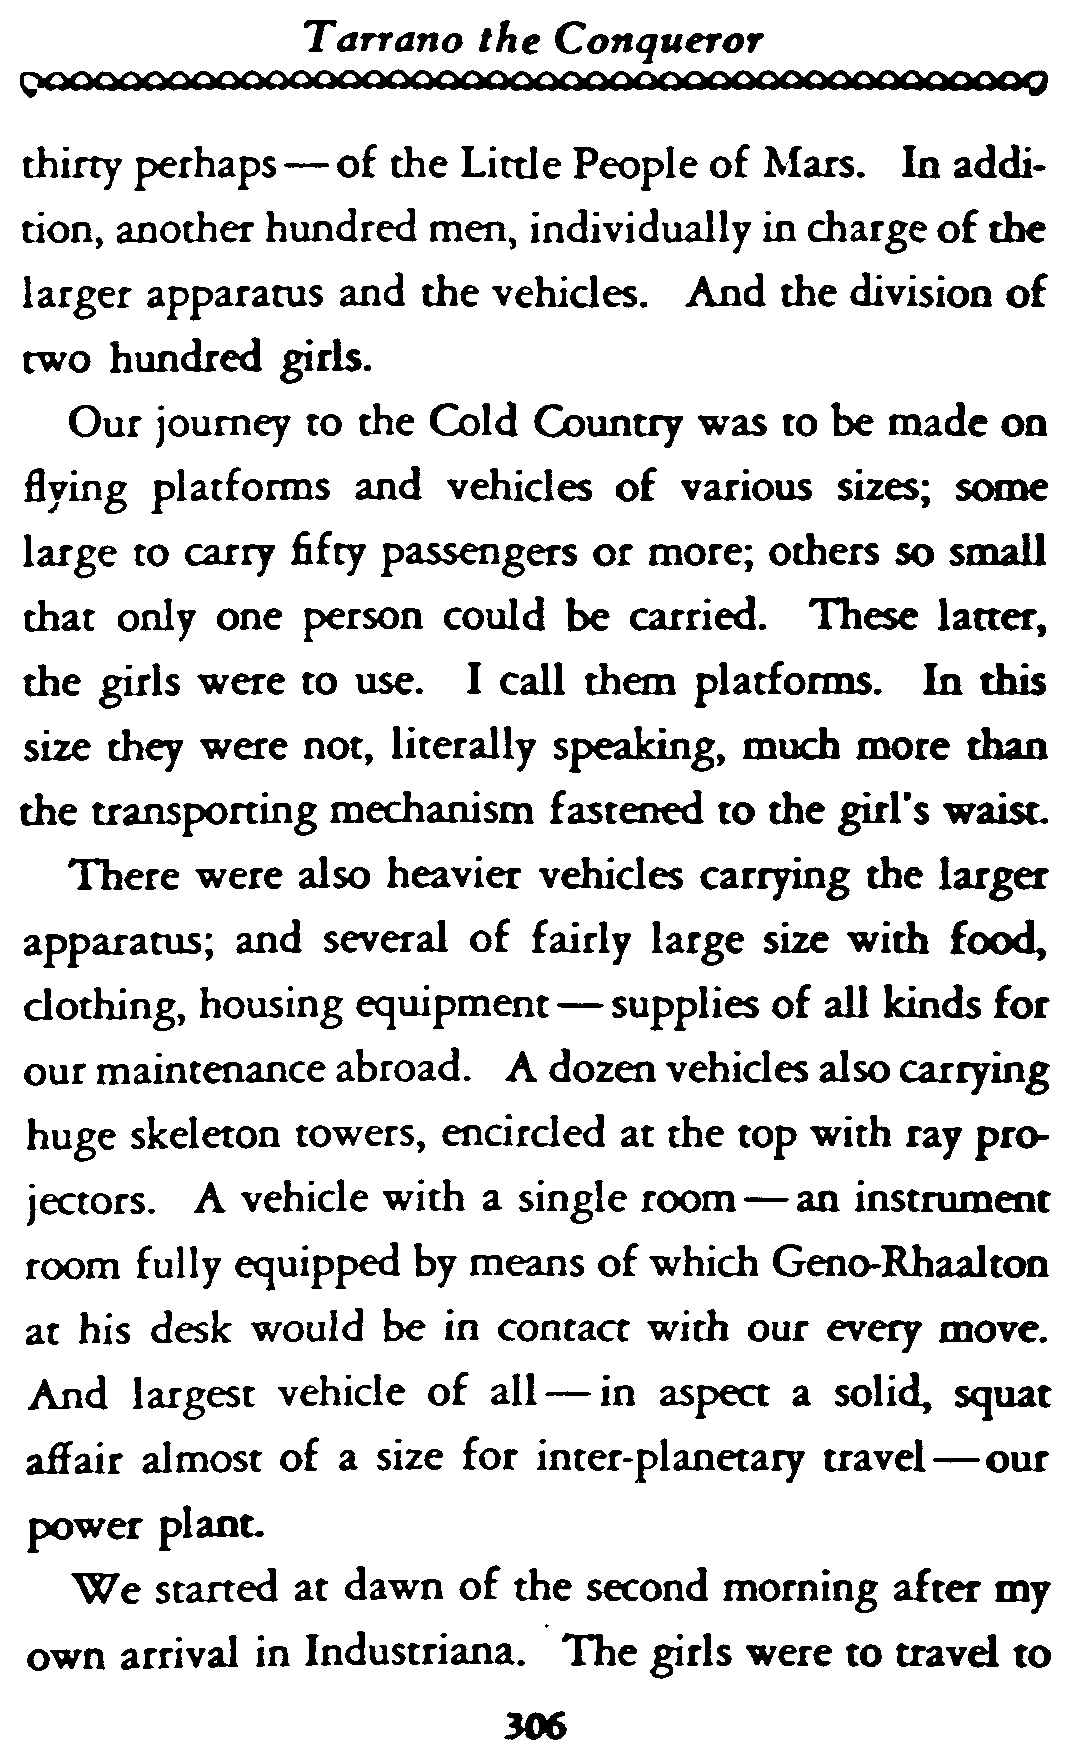 Tarrano the Conqueror
thirty perhaps — of the Little People of Mars. In addi-
tion, another hundred men, individually in charge of the
larger apparatus and the vehicles. And the division of
two hundred girls.
Our journey to the Cold Country was to be made on
flying platforms and vehicles of various sizes; some
large to carry fifty passengers or more; others so small
that only one person could be carried. These latter,
the girls were to use. I call them platforms. In this
size they were not, literally speaking, much more than
the transporting mechanism fastened to the girl's waist.
There were also heavier vehicles carrying the larger
apparatus; and several of fairly large size with food,
clothing, housing equipment — supplies of all kinds for
our maintenance abroad. A dozen vehicles also carrying
huge skeleton towers, encircled at the top with ray pro-
jectors. A vehicle with a single room — an instrument
room fully equipped by means of which Geno-Rhaalton
at his desk would be in contact with our every move.
And largest vehicle of all — in aspect a solid, squat
affair almost of a size for inter-planetary travel — our
power plant.
We started at dawn of the second morning after my
own arrival in Industriana. The girls were to travel to
306